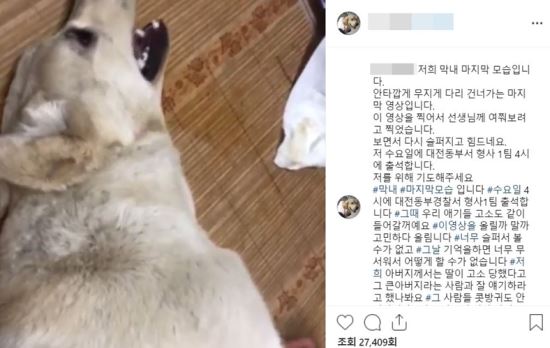 저희 막내 마지막 모습입니
다.
안타깝게 무지게 다리 건너가는 마지
막 영상입니다.
이 영상을 찍어서 선생님께 여쭤보려
고 찍었습니다.
보면서 다시 슬퍼지고 힘드네요.
저 수요일에 대전동부서 형사 1팀 4시
에 출석합니다.
저를 위해 기도해주세요
#막내 #마지막모습 입니다 #수요일 4
시에 대전동부경찰서 형사1팀 출석합
니다 #그때 우리 애기들 고소도 같이
들어갈꺼예요 #이영상을 올릴까 말까
고민하다 올립니다 #너무 슬퍼서 볼
수가 없고 #그날 기억을하면 너무 무
서워서 어떻게 할 수가 없습니다 #저
희 아버지께서는 딸이 고소 당했다고
그 큰아버지라는 사람과 잘 얘기하라
고 했나봐요 #그 사람들 콧방귀도 안
조회 27,409회